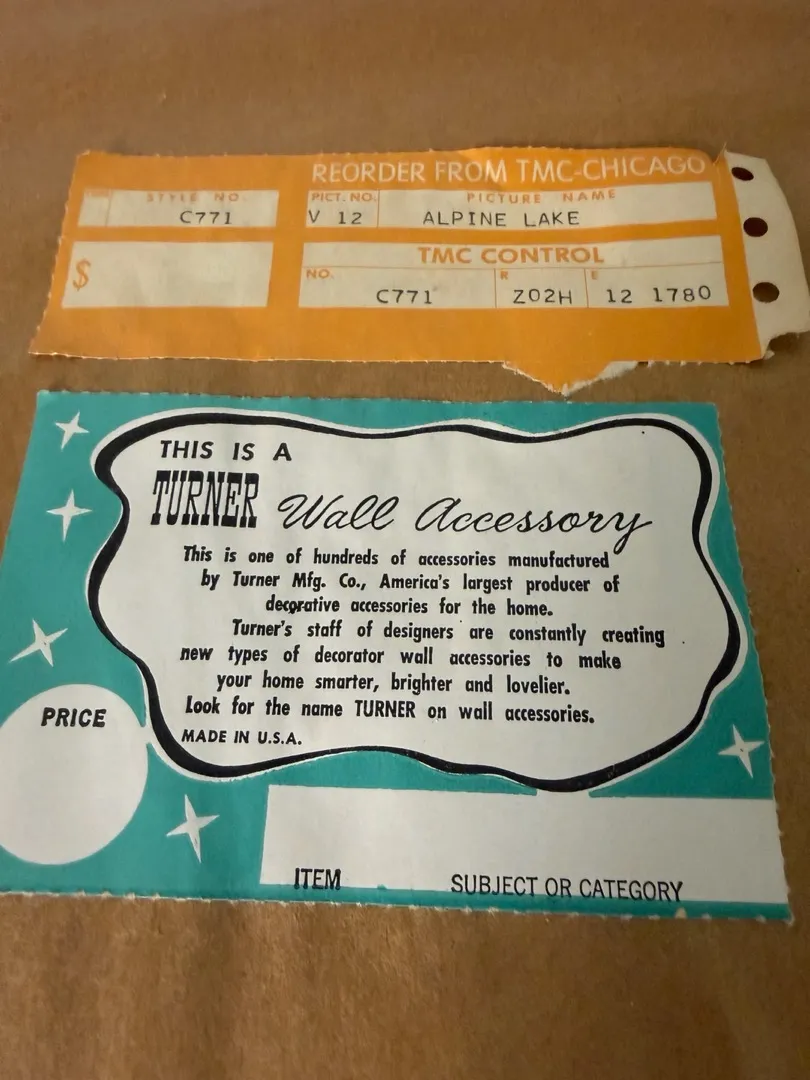 REORDER FROM TMC-CHICAGO
STYLE NO. PICT. NO. PICTURE NAME
C771 V 12 ALPINE LAKE
TMC CONTROL
$ NO. R E
C771 Z02H 12 1780
THIS IS A
TURNER Wall Accessory
This is one of hundreds of accessories manufactured
by Turner Mfg. Co., America's largest producer of
decorative accessories for the home.
Turner's staff of designers are constantly creating
new types of decorator wall accessories to make
your home smarter, brighter and lovelier.
Look for the name TURNER on wall accessories.
MADE IN U.S.A.
PRICE
ITEM SUBJECT OR CATEGORY